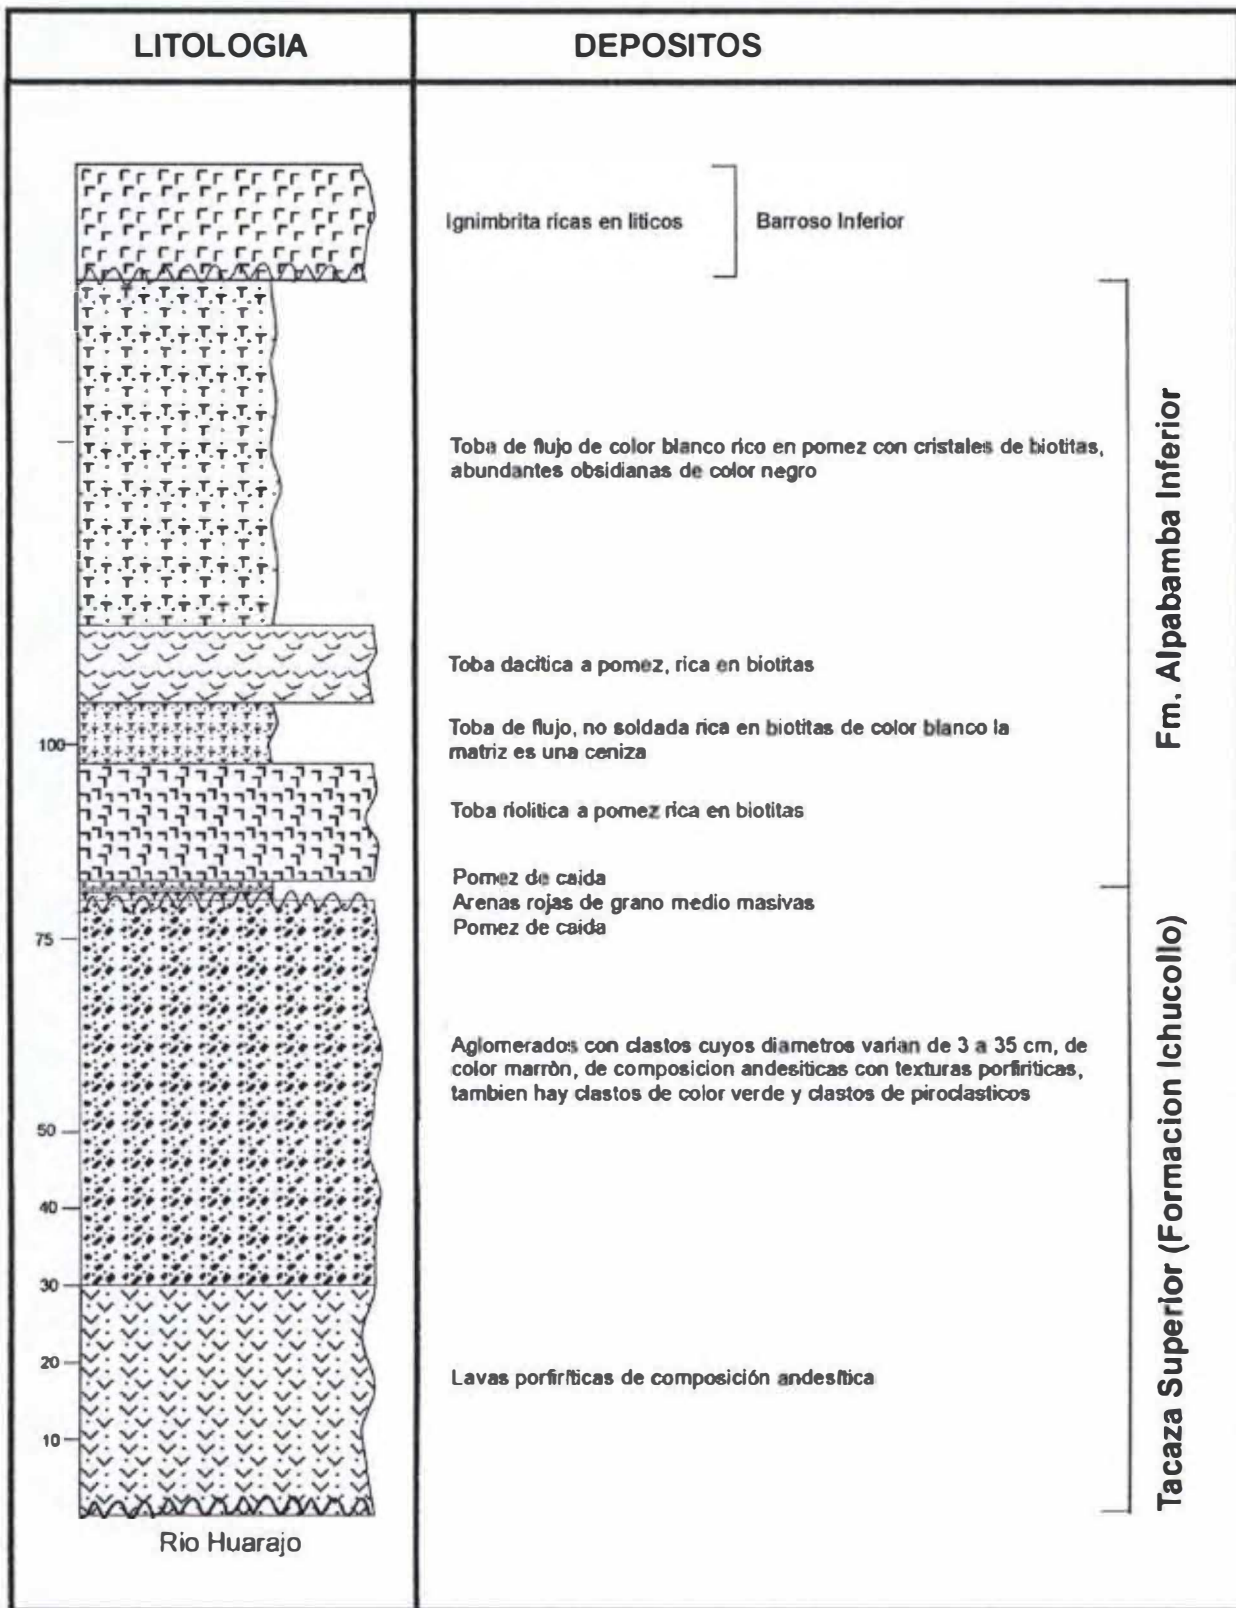 LITOLOGIA
DEPOSITOS
Ignimbrita ricas en liticos
Barroso Inferior
Toba de flujo de color blanco rico en pomez con cristales de biotitas,
abundantes obsidianas de color negro
Fm. Alpabamba Inferior
Toba dacitica a pomez, rica en biotitas
Toba de flujo, no soldada rica en biotitas de color blanco la
matriz es una ceniza
100
Toba riolitica a pomez rica en biotitas
Pomez de caida
Arenas rojas de grano medio masivas
Pomez de caida
75
Aglomerados con clastos cuyos diametros varian de 3 a 35 cm, de
color marròn, de composicion andesiticas con texturas porfiriticas,
tambien hay clastos de color verde y clastos de piroclasticos
50
40
30
Tacaza Superior (Formacion Ichucollo)
20
Lavas porfiríticas de composición andesítica
10
Rio Huarajo